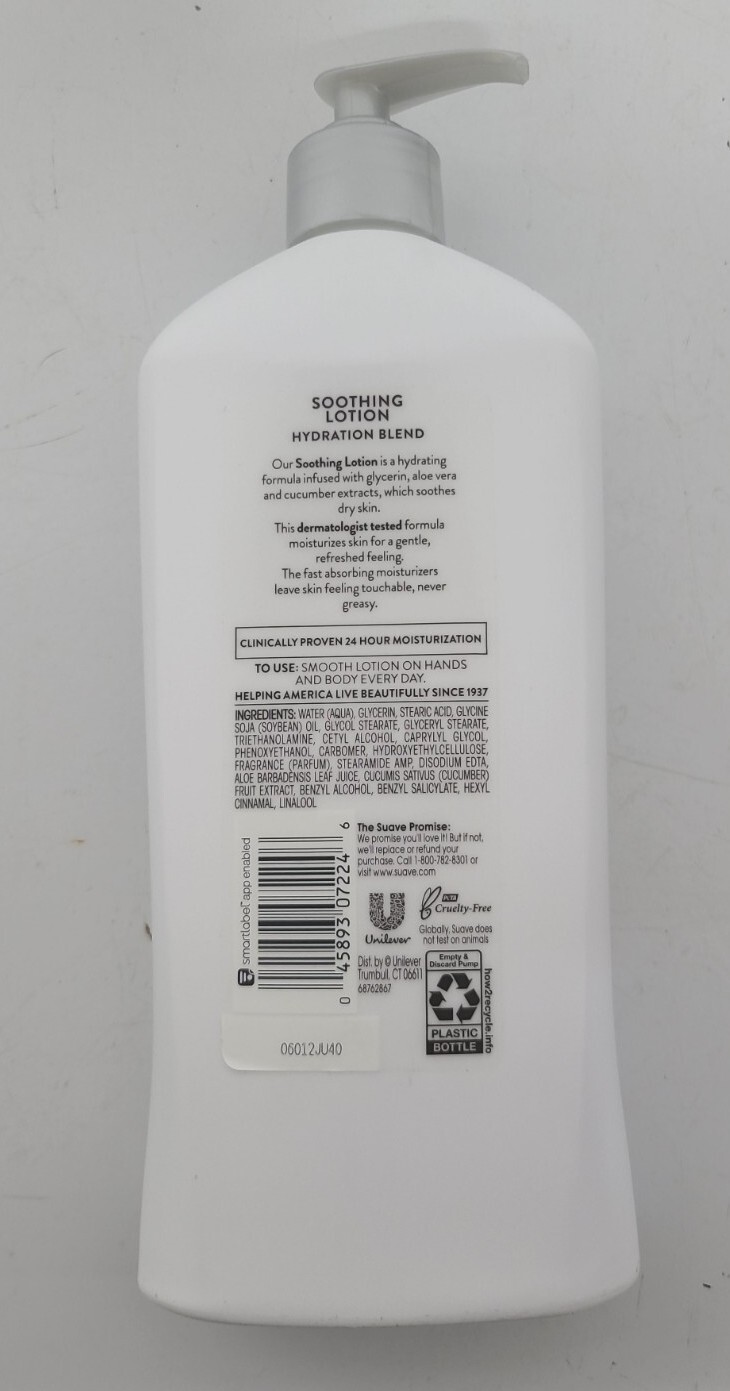 SOOTHING
LOTION
HYDRATION BLEND
Our Soothing Lotion is a hydrating
formula infused with glycerin, aloe vera
and cucumber extracts, which soothes
dry skin.
This dermatologist tested formula
moisturizes skin for a gentle,
refreshed feeling.
The fast absorbing moisturizers
leave skin feeling touchable, never
greasy.
CLINICALLY PROVEN 24 HOUR MOISTURIZATION
TO USE: SMOOTH LOTION ON HANDS
AND BODY EVERY DAY.
HELPING AMERICA LIVE BEAUTIFULLY SINCE 1937
INGREDIENTS: WATER (AQUA), GLYCERIN, STEARIC ACID, GLYCINE
SOJA (SOYBEAN) OIL, GLYCOL STEARATE, GLYCERYL STEARATE,
TRIETHANOLAMINE, CETYL ALCOHOL, CAPRYLYL GLYCOL,
PHENOXYETHANOL, CARBOMER, HYDROXYETHYLCELLULOSE,
FRAGRANCE (PARFUM), STEARAMIDE AMP, DISODIUM EDTA,
ALOE BARBADENSIS LEAF JUICE, CUCUMIS SATIVUS (CUCUMBER)
FRUIT EXTRACT, BENZYL ALCOHOL, BENZYL SALICYLATE, HEXYL
CINNAMAL, LINALOOL
smartlabel app enabled
0 45893 07224 6
The Suave Promise:
We promise you'll love it! But if not,
we'll replace or refund your
purchase. Call 1-800-782-8301 or
visit www.suave.com
Unilever
PETA
Cruelty-Free
Globally, Suave does
not test on animals
Dist. by © Unilever
Trumbull, CT 06611
68762867
Empty &
Discard Pump
PLASTIC
BOTTLE
how2recycle.info
06012JU40